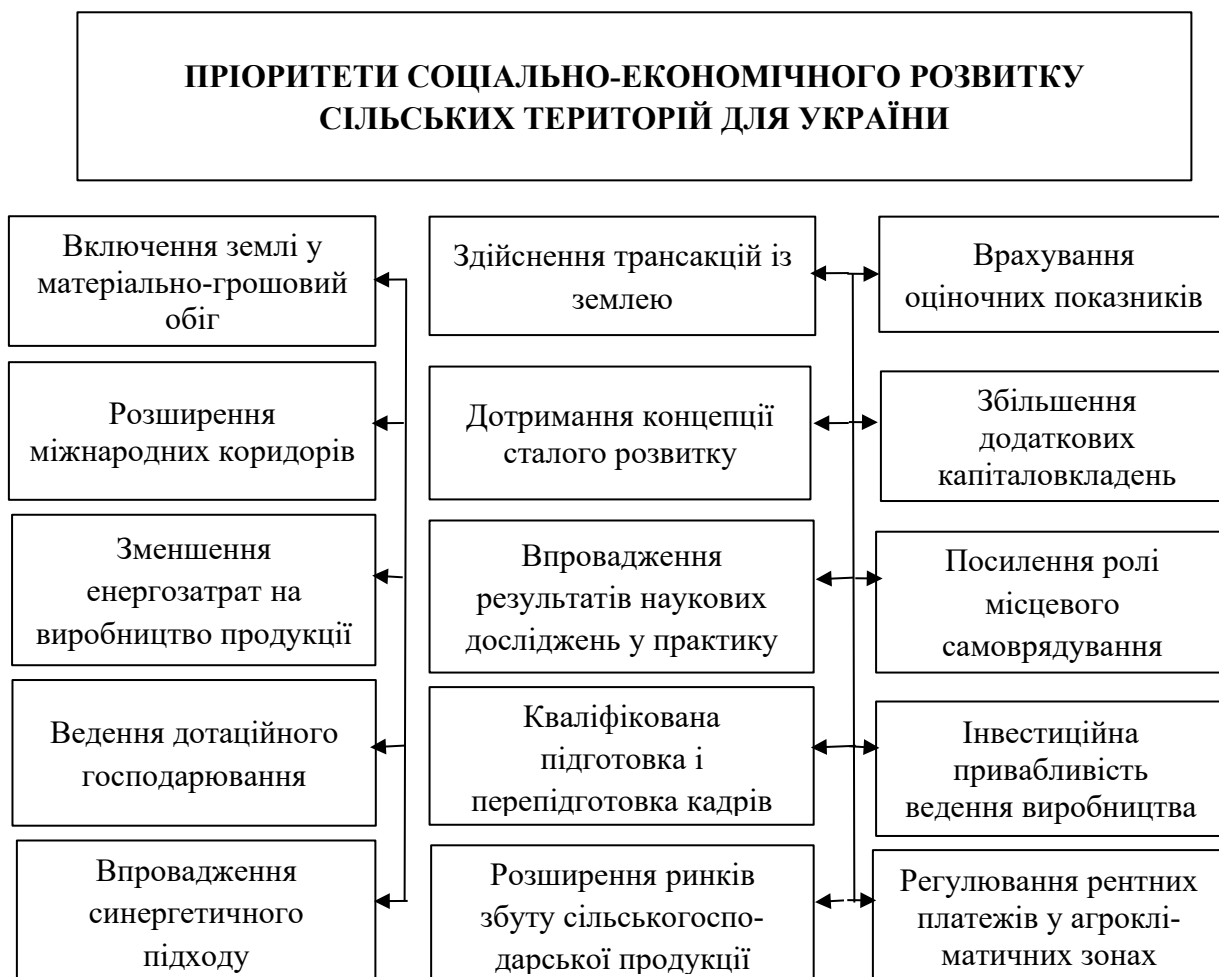 ПРІОРИТЕТИ СОЦІАЛЬНО-ЕКОНОМІЧНОГО РОЗВИТКУ
СІЛЬСЬКИХ ТЕРИТОРІЙ ДЛЯ УКРАЇНИ
Включення землі у
матеріально-грошовий
обіг
Здійснення трансакцій із
землею
Врахування
оціночних показників
Розширення
міжнародних коридорів
Дотримання концепції
сталого розвитку
Збільшення
додаткових
капіталовкладень
Зменшення
енергозатрат на
виробництво продукції
Впровадження
результатів наукових
досліджень у практику
Посилення ролі
місцевого
самоврядування
Ведення дотаційного
господарювання
Кваліфікована
підготовка і
перепідготовка кадрів
Інвестиційна
привабливість
ведення виробництва
Впровадження
синергетичного
підходу
Розширення ринків
збуту сільськогоспо-
дарської продукції
Регулювання рентних
платежів у агроклі-
матичних зонах